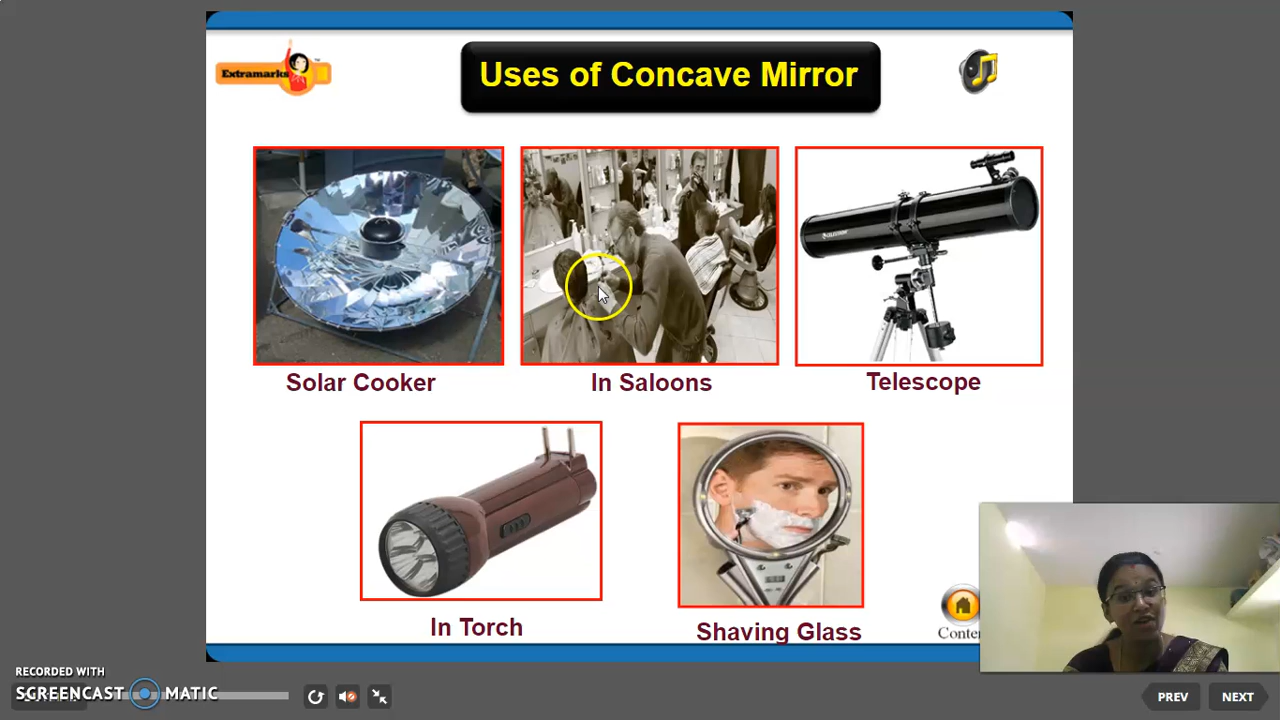 Extramarks
Uses of Concave Mirror
Solar Cooker
In Saloons
Telescope
In Torch
Shaving Glass
RECORDED WITH
SCREENCAST MATIC
PREV
NEXT